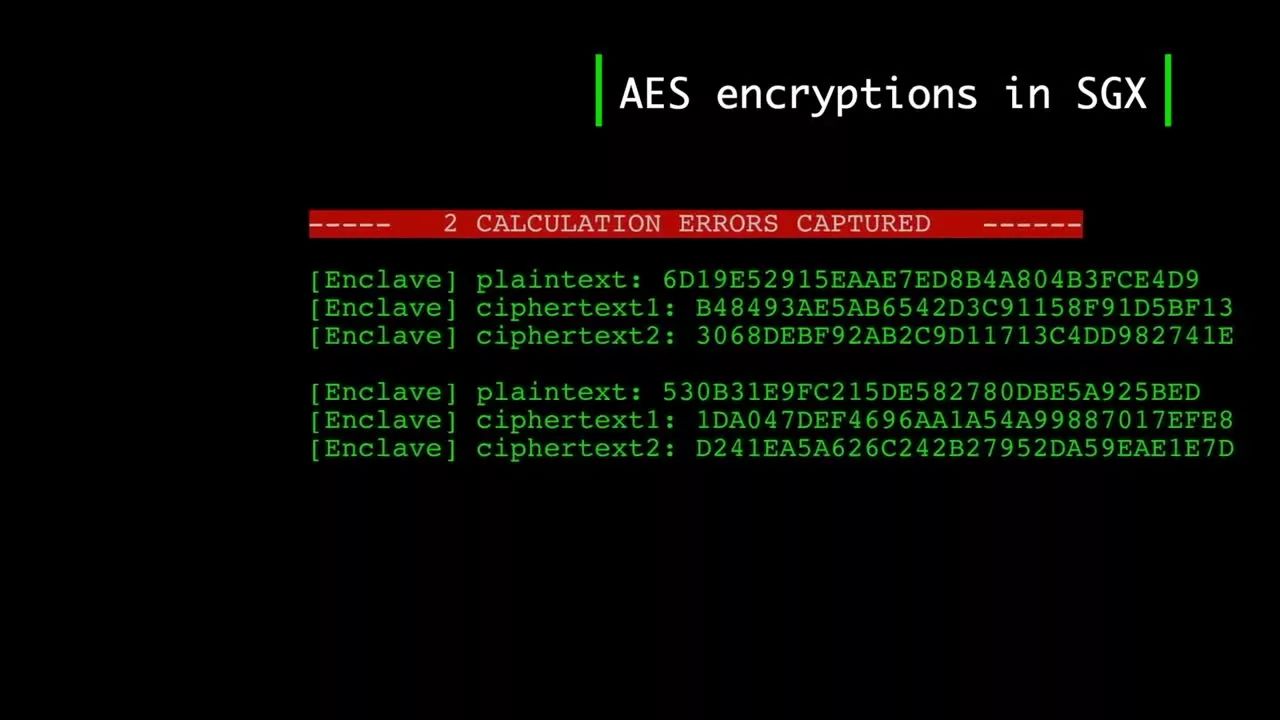 AES encryptions in SGX
----- 2 CALCULATION ERRORS CAPTURED ------
[Enclave] plaintext: 6D19E52915EAAE7ED8B4A804B3FCE4D9
[Enclave] ciphertext1: B48493AE5AB6542D3C91158F91D5BF13
[Enclave] ciphertext2: 3068DEBF92AB2C9D11713C4DD982741E
[Enclave] plaintext: 530B31E9FC215DE582780DBE5A925BED
[Enclave] ciphertext1: 1DA047DEF4696AA1A54A99887017EFE8
[Enclave] ciphertext2: D241EA5A626C242B27952DA59EAE1E7D